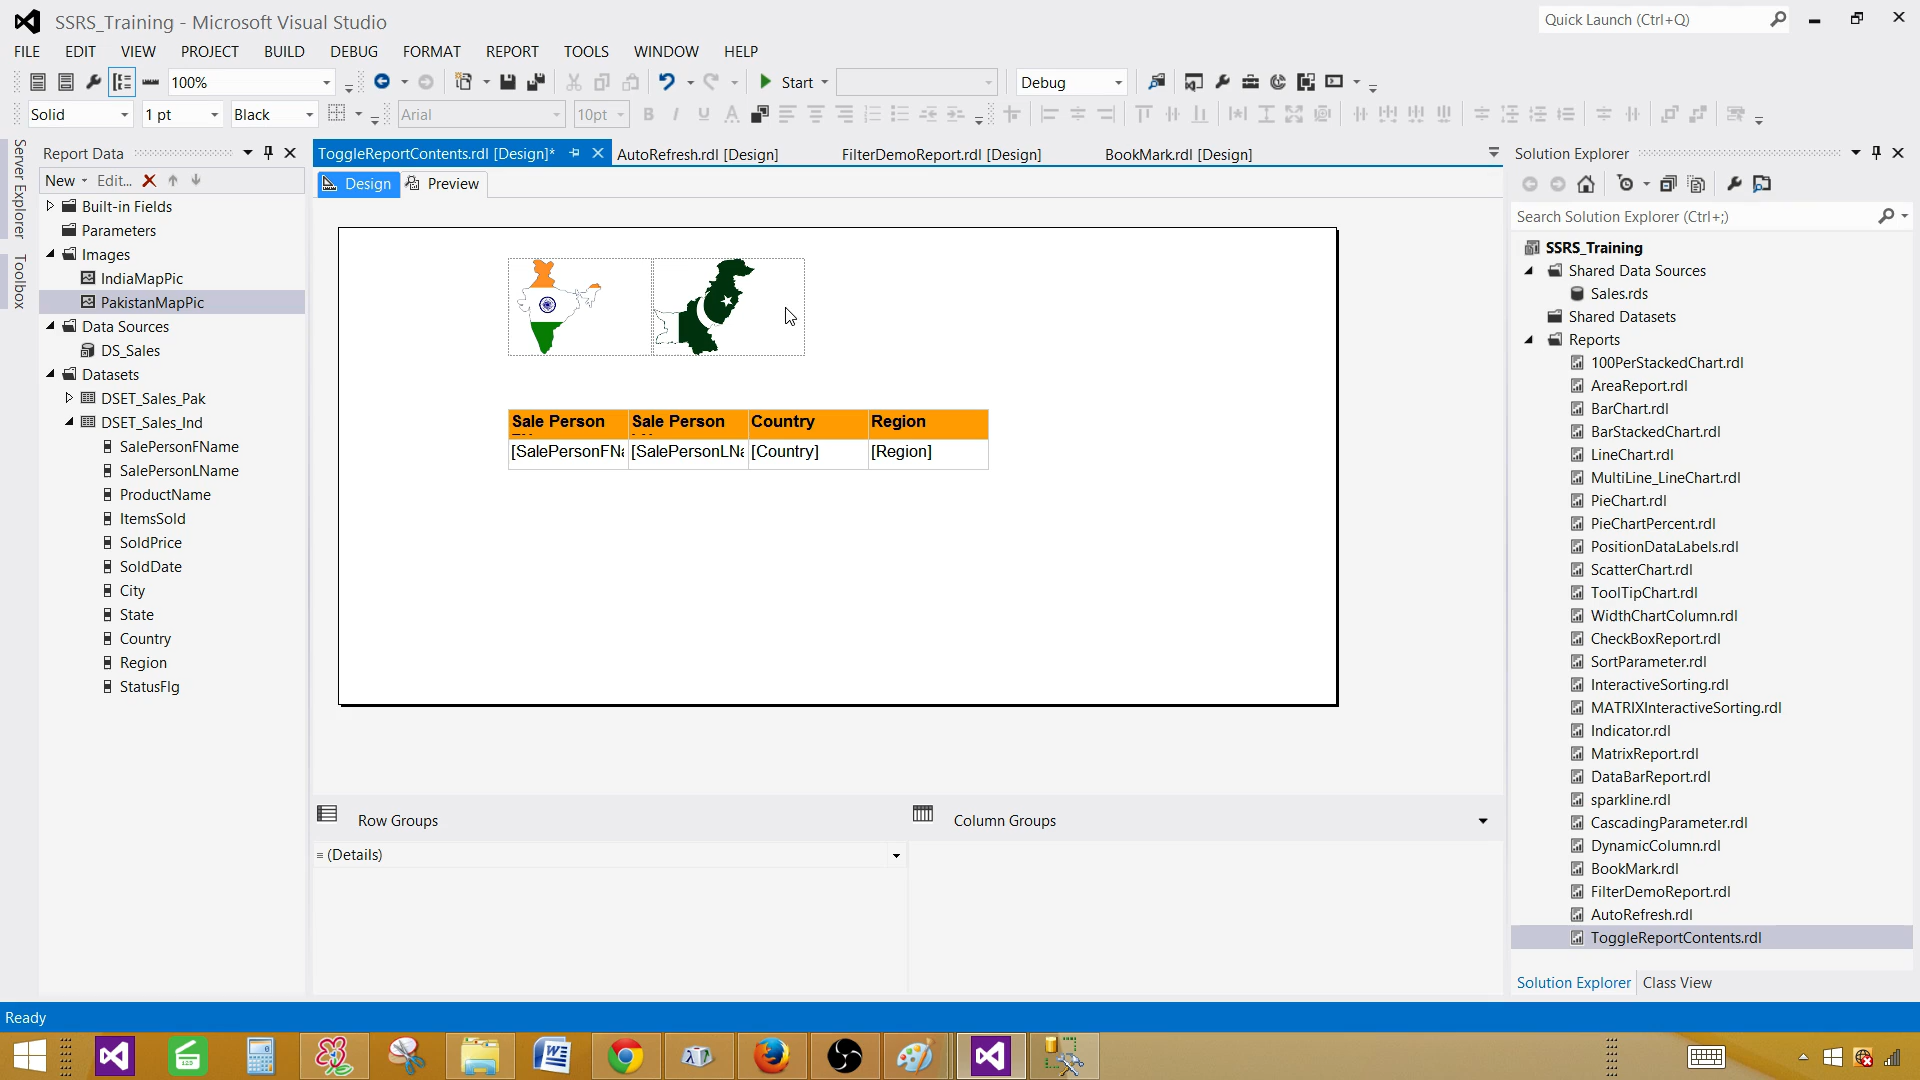 SSRS_Training - Microsoft Visual Studio
Quick Launch (Ctrl+Q)
FILE EDIT VIEW PROJECT BUILD DEBUG FORMAT REPORT TOOLS WINDOW HELP
100% Start Debug
Solid 1 pt Black Arial 10pt B I U A
Server Explorer
Toolbox
Report Data
New Edit...
Built-in Fields
Parameters
Images
IndiaMapPic
PakistanMapPic
Data Sources
DS_Sales
Datasets
DSET_Sales_Pak
DSET_Sales_Ind
SalePersonFName
SalePersonLName
ProductName
ItemsSold
SoldPrice
SoldDate
City
State
Country
Region
StatusFlg
ToggleReportContents.rdl [Design]* AutoRefresh.rdl [Design] FilterDemoReport.rdl [Design] BookMark.rdl [Design]
Design Preview
Sale Person Sale Person Country Region
[SalePersonFNa [SalePersonLNa [Country] [Region]
Row Groups Column Groups
(Details)
Solution Explorer
Search Solution Explorer (Ctrl+;)
SSRS_Training
Shared Data Sources
Sales.rds
Shared Datasets
Reports
100PerStackedChart.rdl
AreaReport.rdl
BarChart.rdl
BarStackedChart.rdl
LineChart.rdl
MultiLine_LineChart.rdl
PieChart.rdl
PieChartPercent.rdl
PositionDataLabels.rdl
ScatterChart.rdl
ToolTipChart.rdl
WidthChartColumn.rdl
CheckBoxReport.rdl
SortParameter.rdl
InteractiveSorting.rdl
MATRIXInteractiveSorting.rdl
Indicator.rdl
MatrixReport.rdl
DataBarReport.rdl
sparkline.rdl
CascadingParameter.rdl
DynamicColumn.rdl
BookMark.rdl
FilterDemoReport.rdl
AutoRefresh.rdl
ToggleReportContents.rdl
Solution Explorer Class View
Ready